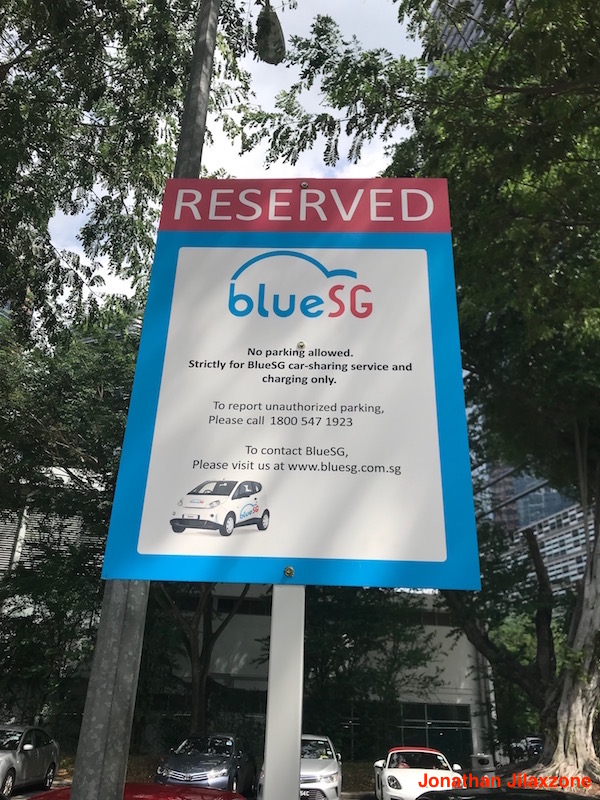 RESERVED
blueSG
No parking allowed.
Strictly for BlueSG car-sharing service and
charging only.
To report unauthorized parking,
Please call 1800 547 1923
To contact BlueSG,
Please visit us at www.bluesg.com.sg
blueSG
Jonathan Jilaxzone